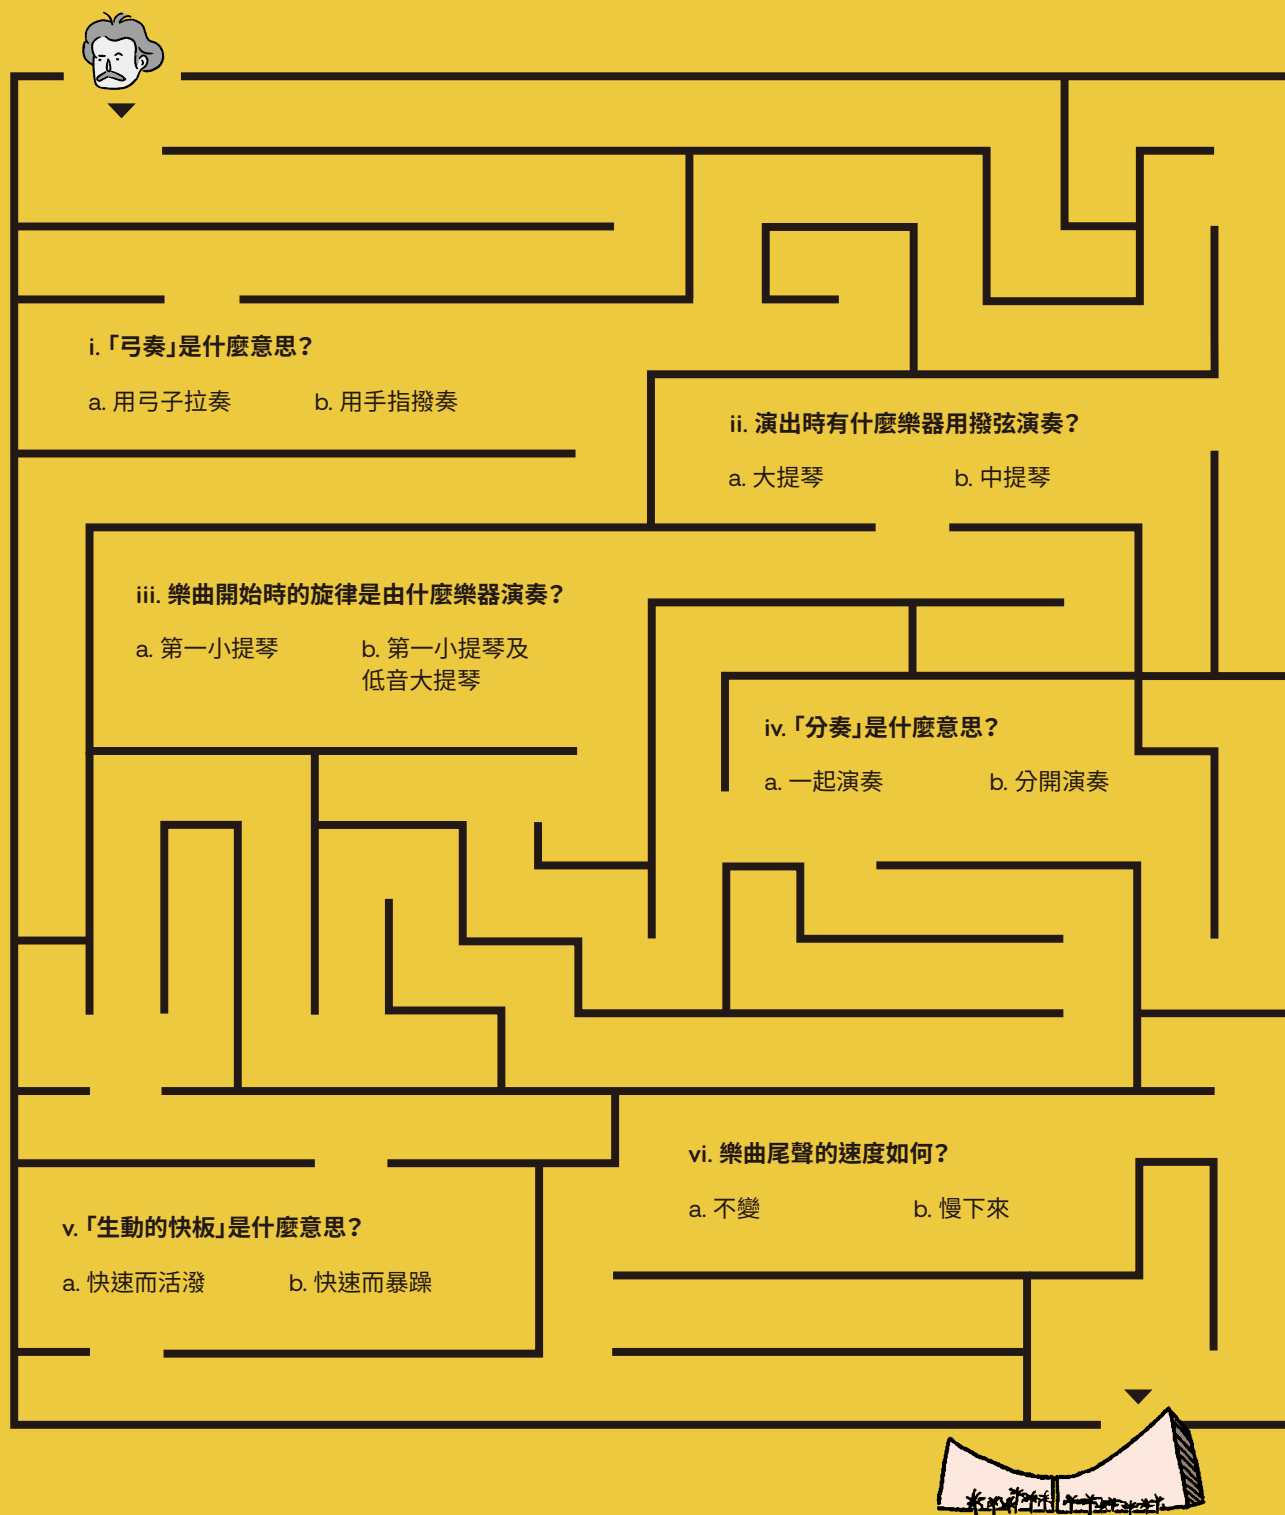 i.「弓奏」是什麼意思?
a. 用弓子拉奏 b. 用手指撥奏
ii. 演出時有什麼樂器用撥弦演奏?
a. 大提琴 b. 中提琴
iii. 樂曲開始時的旋律是由什麼樂器演奏?
a. 第一小提琴 b. 第一小提琴及
低音大提琴
iv.「分奏」是什麼意思?
a. 一起演奏 b. 分開演奏
vi. 樂曲尾聲的速度如何?
a. 不變 b. 慢下來
v.「生動的快板」是什麼意思?
a. 快速而活潑 b. 快速而暴躁